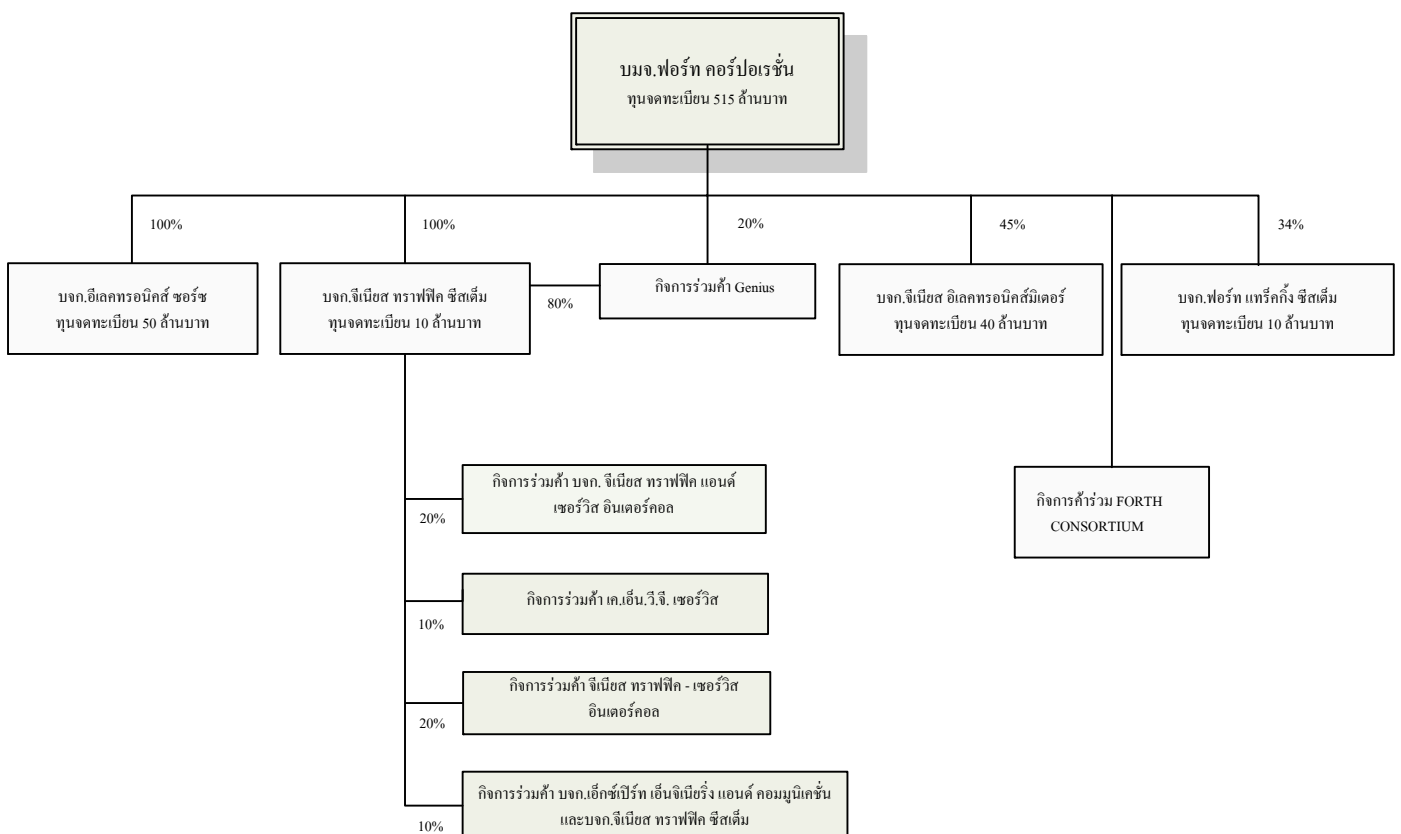 บมจ.ฟอร์ท คอร์ปอเรชั่น
ทุนจดทะเบียน 515 ล้านบาท
100%
100%
20%
45%
34%
บจก.อีเลคทรอนิคส์ ซอร์ซ
ทุนจดทะเบียน 50 ล้านบาท
บจก.จีเนียส ทราฟฟิค ซีสเต็ม
ทุนจดทะเบียน 10 ล้านบาท
80%
กิจการร่วมค้า Genius
บจก.จีเนียส อิเลคทรอนิคส์มิเตอร์
ทุนจดทะเบียน 40 ล้านบาท
บจก.ฟอร์ท แทร็คกิ้ง ซีสเต็ม
ทุนจดทะเบียน 10 ล้านบาท
20%
กิจการร่วมค้า บจก. จีเนียส ทราฟฟิค แอนด์
เซอร์วิส อินเตอร์คอล
กิจการค้าร่วม FORTH
CONSORTIUM
10%
กิจการร่วมค้า เค.เอ็น.วี.จี. เซอร์วิส
20%
กิจการร่วมค้า จีเนียส ทราฟฟิค - เซอร์วิส
อินเตอร์คอล
10%
กิจการร่วมค้า บจก.เอ็กซ์เปิร์ท เอ็นจิเนียริ่ง แอนด์ คอมมูนิเคชั่น
และบจก.จีเนียส ทราฟฟิค ซีสเต็ม